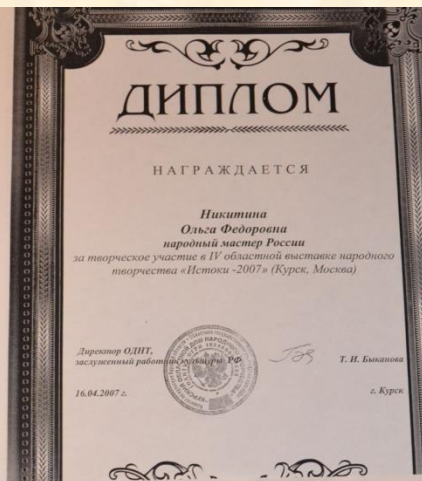 ДИПЛОМ
НАГРАЖДАЕТСЯ
Никитина
Ольга Федоровна
народный мастер России
за творческое участие в IV областной выставке народного
творчества «Истоки -2007» (Курск, Москва)
Директор ОДНТ,
заслуженный работник культуры РФ
Т. И. Быканова
16.04.2007 г.
г. Курск